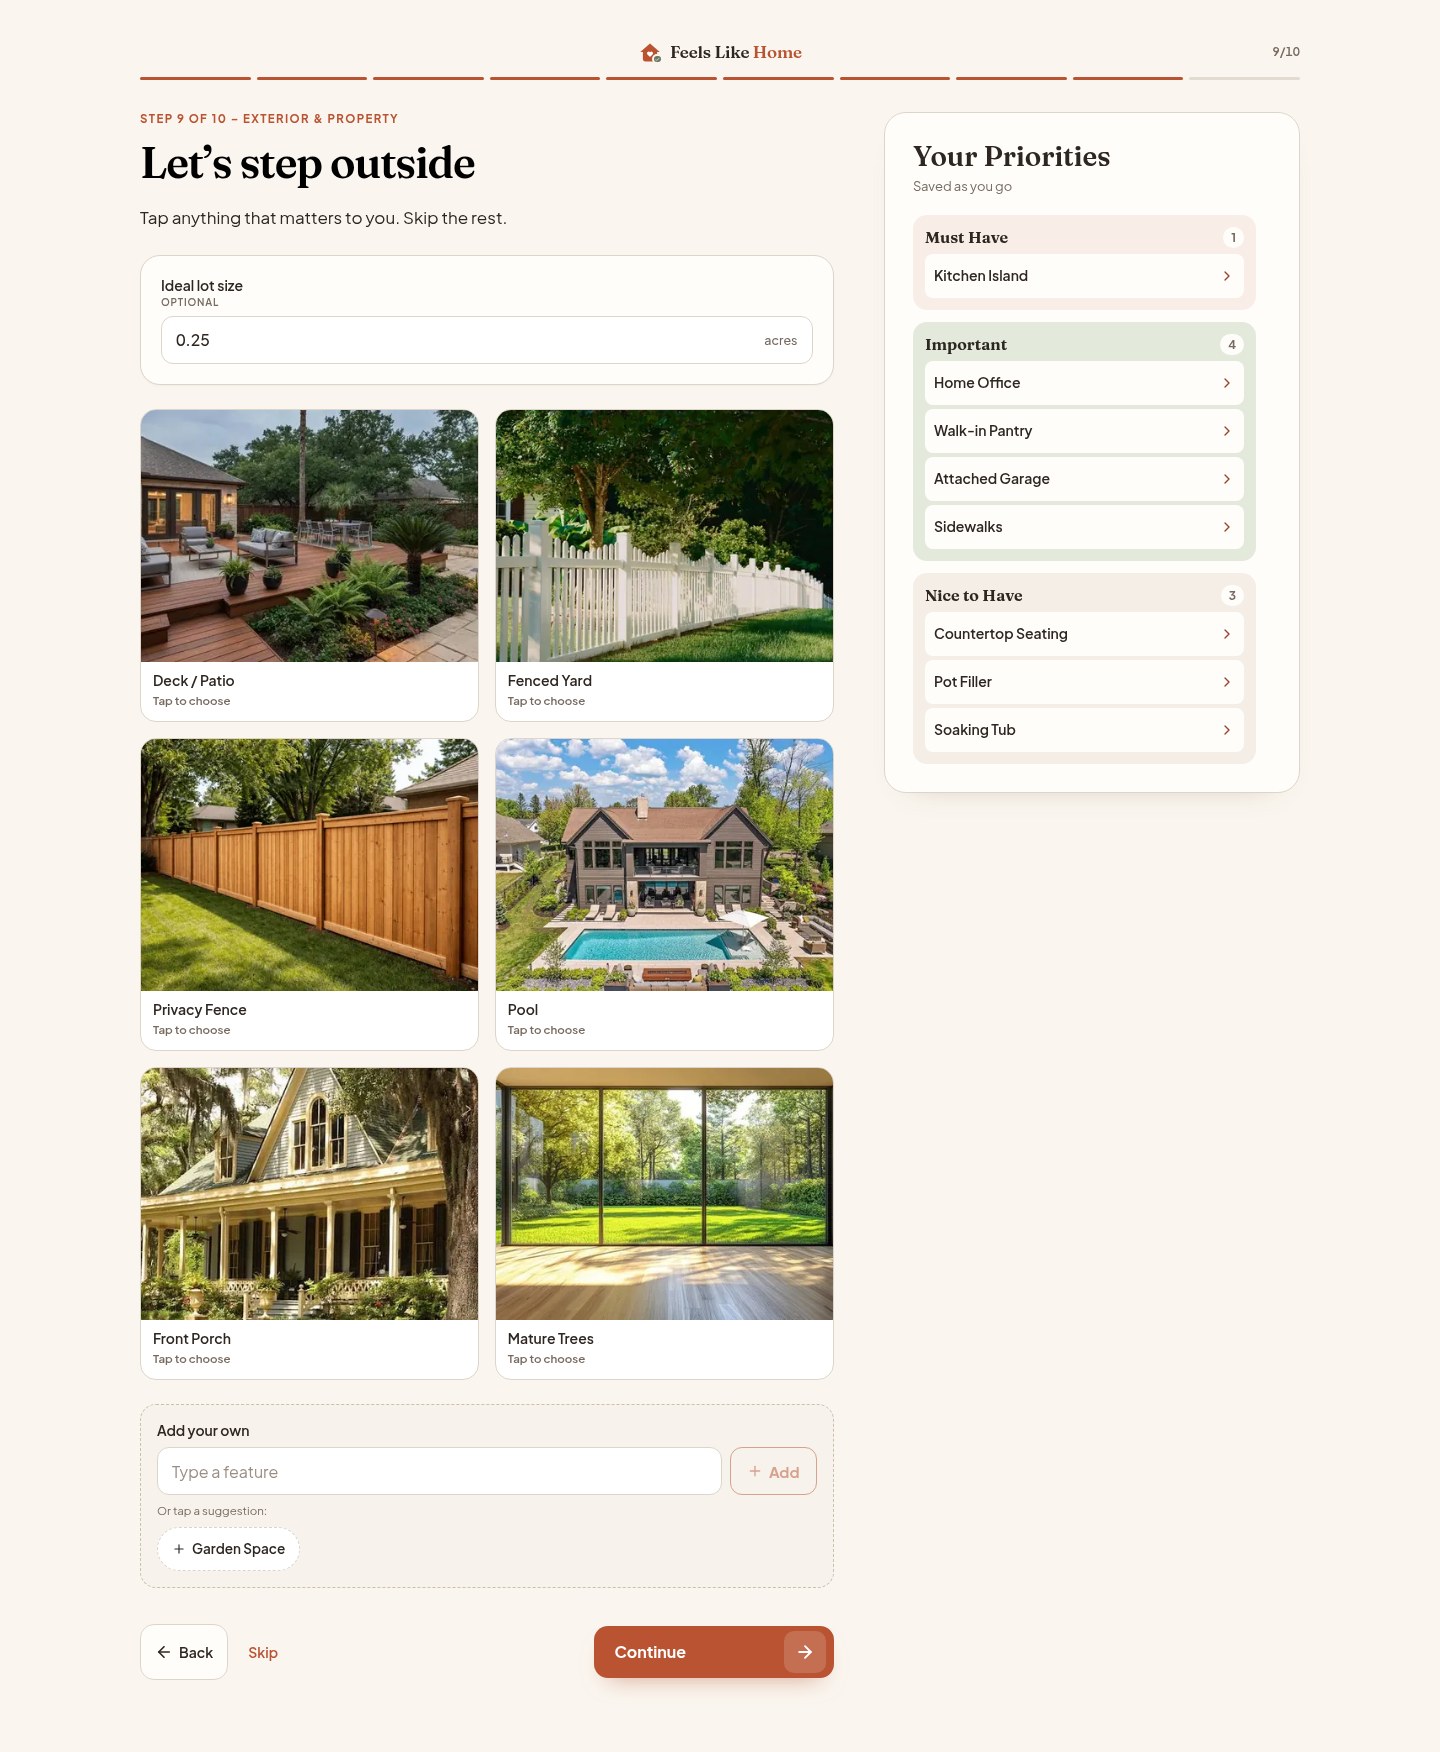 Feels Like Home
9/10
STEP 9 OF 10 – EXTERIOR & PROPERTY
Let’s step outside
Tap anything that matters to you. Skip the rest.
Ideal lot size
OPTIONAL
0.25 acres
Deck / Patio
Tap to choose
Fenced Yard
Tap to choose
Privacy Fence
Tap to choose
Pool
Tap to choose
Front Porch
Tap to choose
Mature Trees
Tap to choose
Add your own
Type a feature
+ Add
Or tap a suggestion:
+ Garden Space
← Back
Skip
Continue →
Your Priorities
Saved as you go
Must Have 1
Kitchen Island
Important 4
Home Office
Walk-in Pantry
Attached Garage
Sidewalks
Nice to Have 3
Countertop Seating
Pot Filler
Soaking Tub